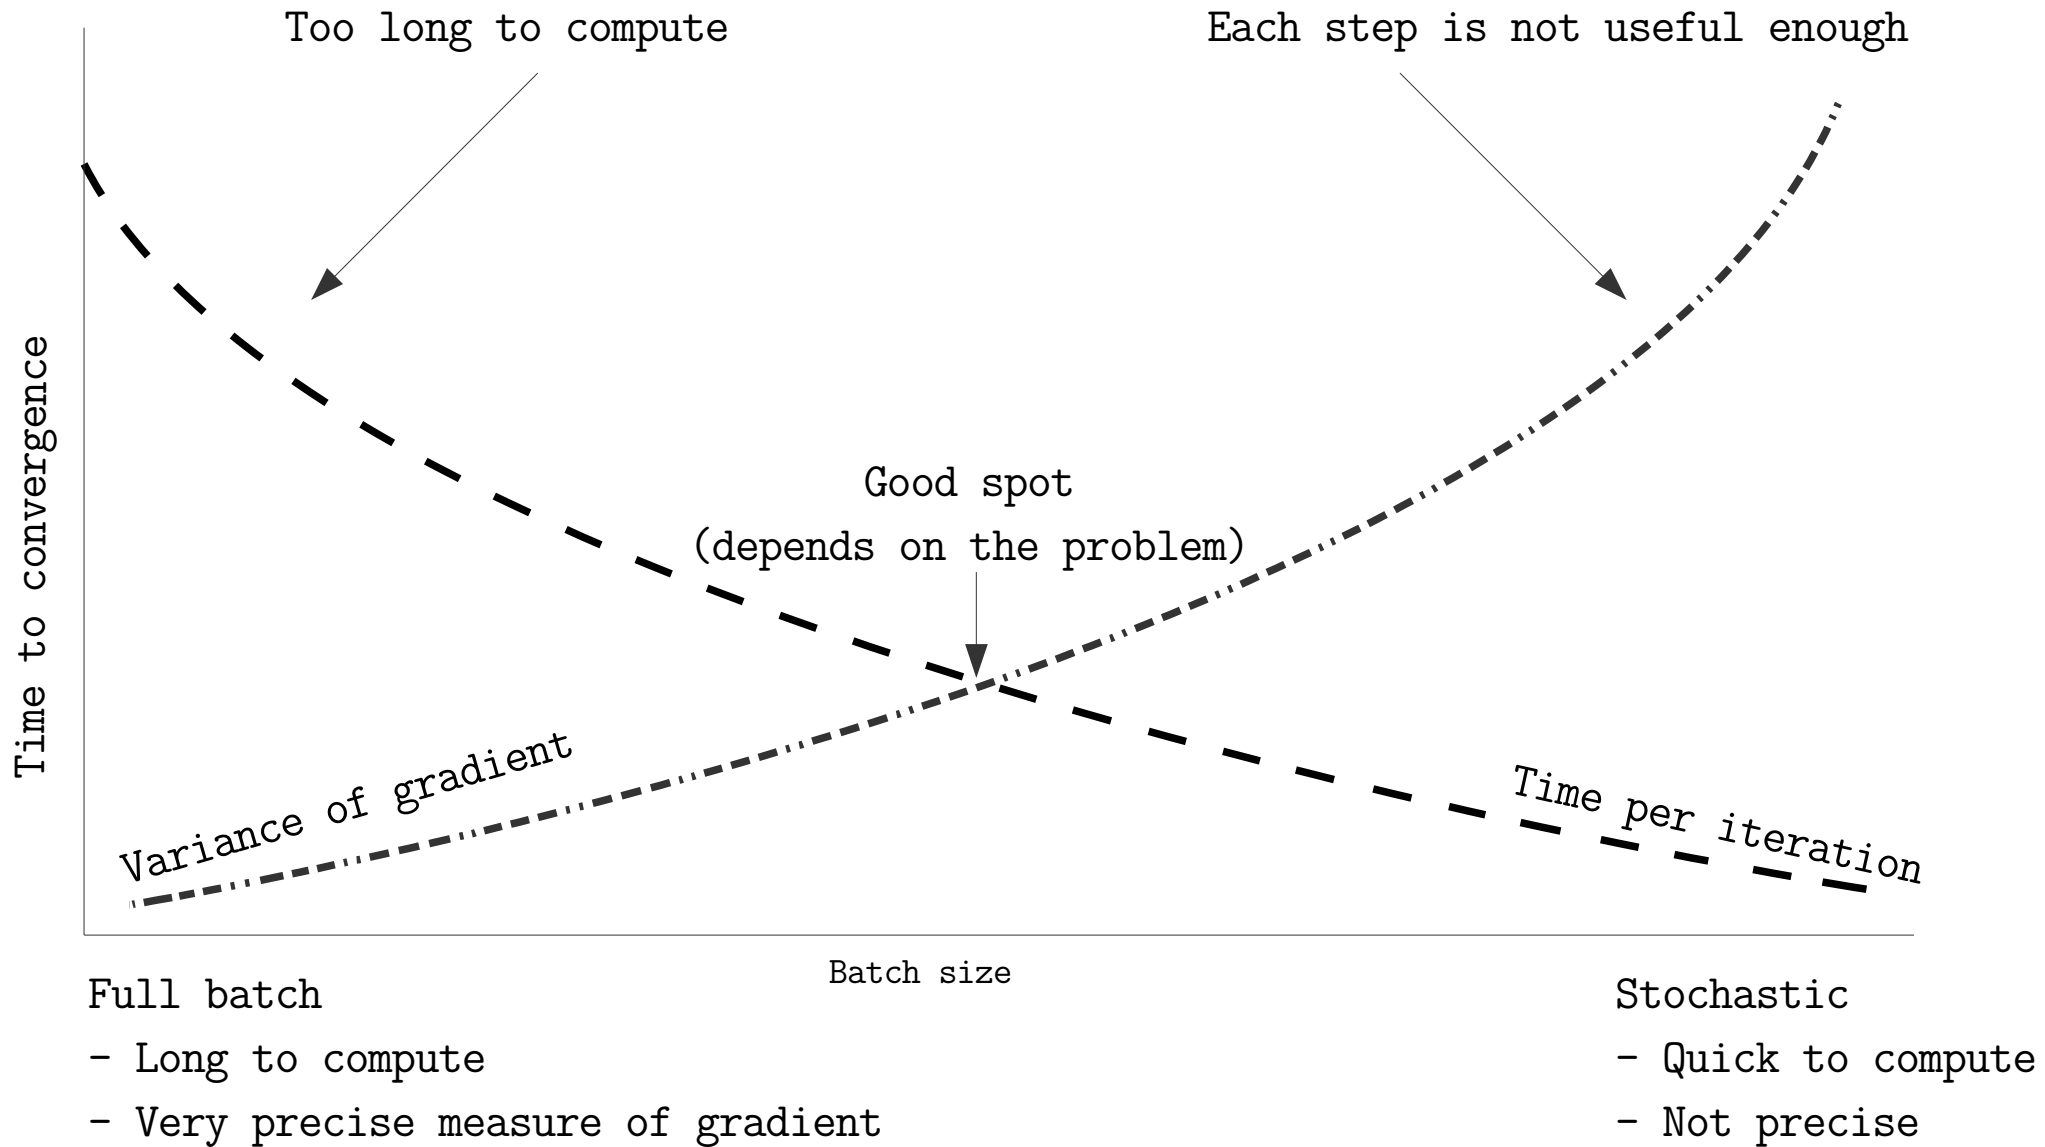 Too long to compute
Each step is not useful enough
Time to convergence
Good spot
(depends on the problem)
Variance of gradient
Time per iteration
Batch size
Full batch
- Long to compute
- Very precise measure of gradient
Stochastic
- Quick to compute
- Not precise